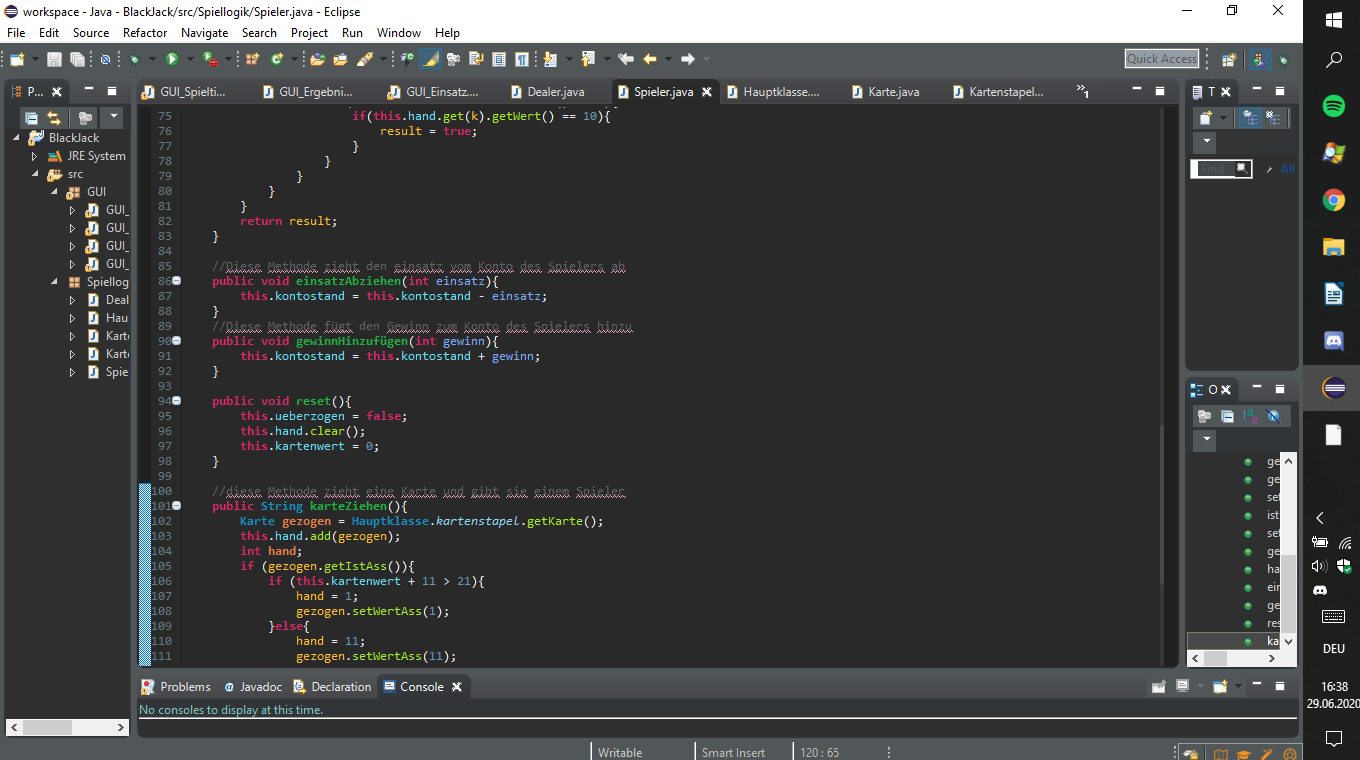 workspace - Java - BlackJack/src/Spiellogik/Spieler.java - Eclipse
File Edit Source Refactor Navigate Search Project Run Window Help
Quick Access
P...
GUI_Spielti... GUI_Ergebni... GUI_Einsatz.... Dealer.java Spieler.java Hauptklasse.... Karte.java Kartenstapel... »1
T
BlackJack
JRE System
src
GUI
GUI_
GUI_
GUI_
GUI_
Spiellog
Deal
Hau
Karte
Karte
Spie
75 if(this.hand.get(k).getWert() == 10){
76 result = true;
77 }
78 }
79 }
80 }
81 }
82 return result;
83 }
84
85 //Diese Methode zieht den einsatz vom Konto des Spielers ab
86 public void einsatzAbziehen(int einsatz){
87 this.kontostand = this.kontostand - einsatz;
88 }
89 //Diese Methode fügt den Gewinn zum Konto des Spielers hinzu
90 public void gewinnHinzufügen(int gewinn){
91 this.kontostand = this.kontostand + gewinn;
92 }
93
94 public void reset(){
95 this.ueberzogen = false;
96 this.hand.clear();
97 this.kartenwert = 0;
98 }
99
100 //diese Methode zieht eine Karte und gibt sie einem Spieler
101 public String karteZiehen(){
102 Karte gezogen = Hauptklasse.kartenstapel.getKarte();
103 this.hand.add(gezogen);
104 int hand;
105 if (gezogen.getIstAss()){
106 if (this.kartenwert + 11 > 21){
107 hand = 1;
108 gezogen.setWertAss(1);
109 }else{
110 hand = 11;
111 gezogen.setWertAss(11);
Find All
O
ge
ge
set
ist
set
ge
ha
ein
ge
res
ka
Problems @ Javadoc Declaration Console
No consoles to display at this time.
Writable Smart Insert 120 : 65
DEU
16:38
29.06.2020